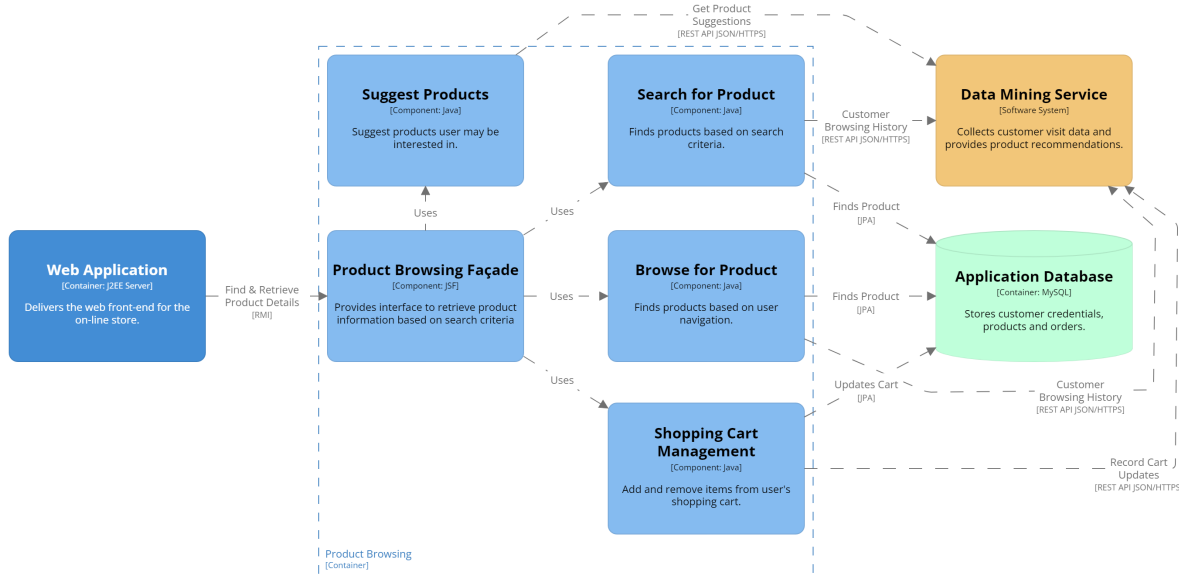 Get Product
Suggestions
[REST API JSON/HTTPS]
Suggest Products
[Component: Java]
Suggest products user may be
interested in.
Search for Product
[Component: Java]
Finds products based on search
criteria.
Customer
Browsing History
[REST API JSON/HTTPS]
Data Mining Service
[Software System]
Collects customer visit data and
provides product recommendations.
Uses
Uses
Finds Product
[JPA]
Web Application
[Container: J2EE Server]
Delivers the web front-end for the
on-line store.
Find & Retrieve
Product Details
[RMI]
Product Browsing Façade
[Component: JSF]
Provides interface to retrieve product
information based on search criteria
Uses
Browse for Product
[Component: Java]
Finds products based on user
navigation.
Finds Product
[JPA]
Application Database
[Container: MySQL]
Stores customer credentials,
products and orders.
Uses
Updates Cart
[JPA]
Customer
Browsing History
[REST API JSON/HTTPS]
Shopping Cart
Management
[Component: Java]
Add and remove items from user's
shopping cart.
Record Cart
Updates
[REST API JSON/HTTPS
Product Browsing
[Container]